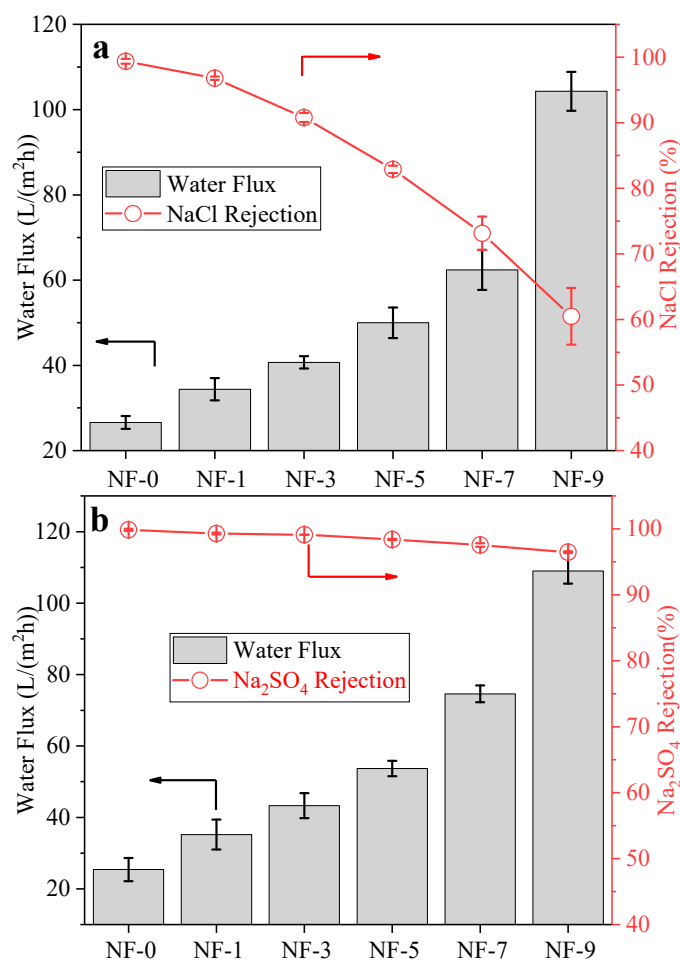 a
Water Flux (L/(m²h))
120
100
80
60
40
20
100
90
80
70
60
50
40
NaCl Rejection (%)
Water Flux
NaCl Rejection
NF-0 NF-1 NF-3 NF-5 NF-7 NF-9
b
Water Flux (L/(m²h))
120
100
80
60
40
20
100
90
80
70
60
50
40
Na₂SO₄ Rejection(%)
Water Flux
Na₂SO₄ Rejection
NF-0 NF-1 NF-3 NF-5 NF-7 NF-9